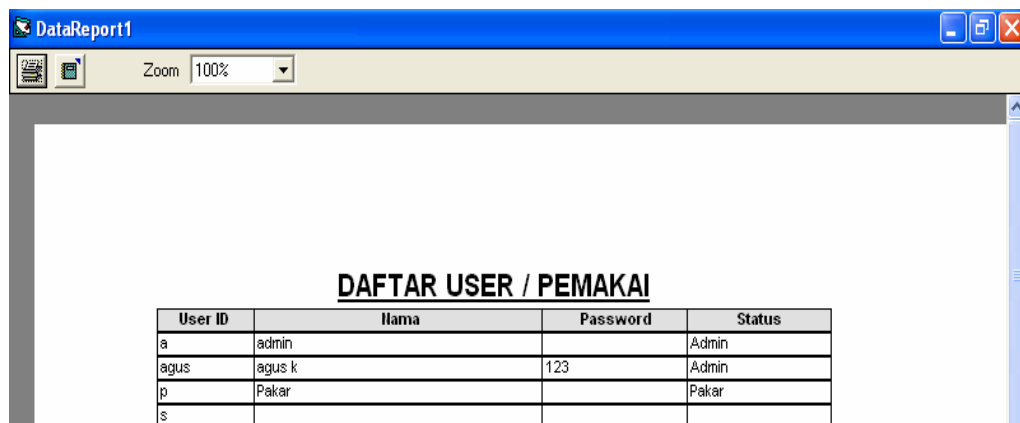 DataReport1
Zoom 100%
DAFTAR USER / PEMAKAI
User ID Nama Password Status
a admin Admin
agus agus k 123 Admin
p Pakar Pakar
s